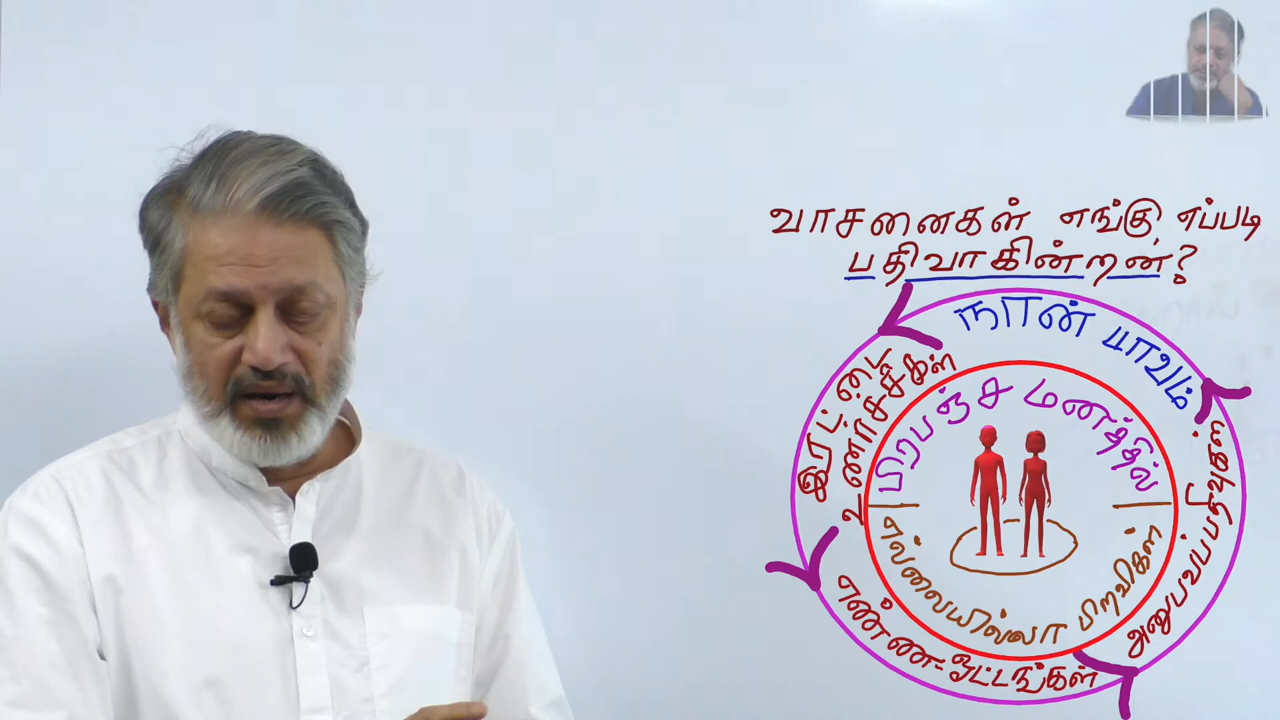 வாசனைகள் எங்கு, எப்படி
பதிவாகின்றன?
நான் யாவும்
இரட்டை
உணர்ச்சிகள்
எண்ண-ஓட்டங்கள்
அனுபவப்பதிவுகள்
பிரபஞ்ச மனத்தில்
எல்லையில்லா பிறவிகள்